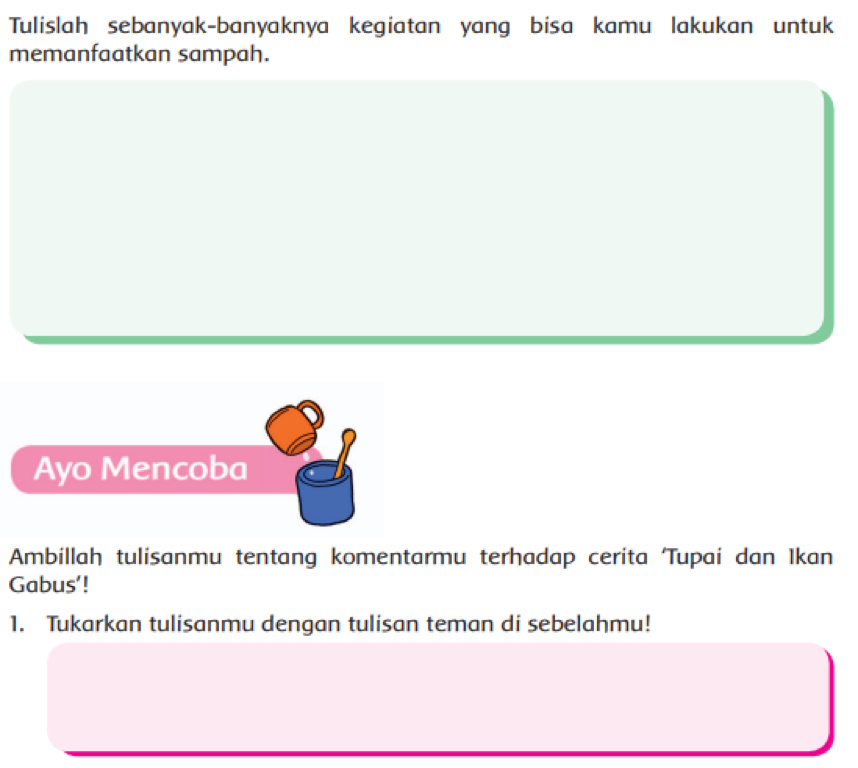 Tulislah sebanyak-banyaknya kegiatan yang bisa kamu lakukan untuk
memanfaatkan sampah.
Ayo Mencoba
Ambillah tulisanmu tentang komentarmu terhadap cerita ‘Tupai dan Ikan
Gabus’!
1. Tukarkan tulisanmu dengan tulisan teman di sebelahmu!